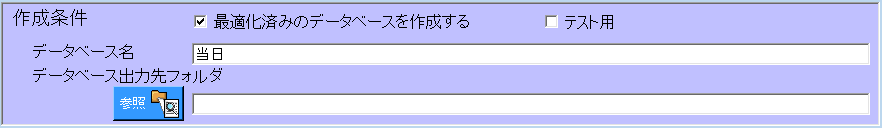 作成条件
最適化済みのデータベースを作成する テスト用
データベース名 当日
データベース出力先フォルダ
参照